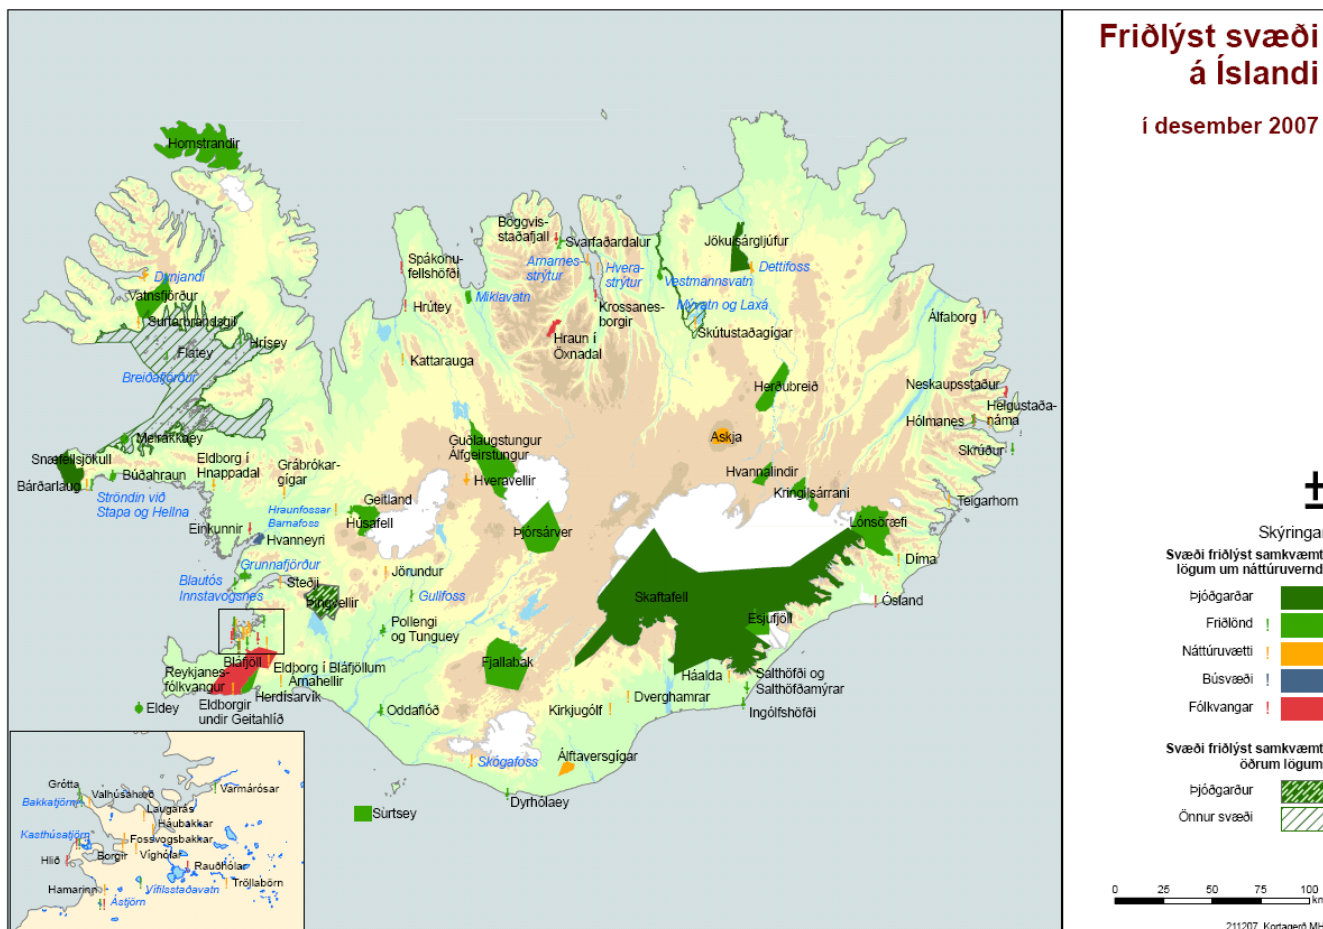 Friðlýst svæði
á Íslandi
í desember 2007
Hornstrandir
Dynjandi
Vatnsfjörður
Surtarbrandsgil
Flatey
Hrísey
Breiðafjörður
Melrakkaey
Snæfellsjökull
Bárðarlaug
Búðahraun
Ströndin við
Stapa og Hellna
Eldborg í
Hnappadal
Grábrókar-
gígar
Hraunfossar
Barnafoss
Einkunnir
Hvanneyri
Grunnafjörður
Blautós
Innstavogsnes
Steðji
Þingvellir
Geitland
Húsafell
Jörundur
Gullfoss
Pollengi
og Tunguey
Bláfjöll
Reykjanes-
fólkvangur
Eldborg í Bláfjöllum
Árnahellir
Herdísarvík
Eldborgir
undir Geitahlíð
Eldey
Oddaflóð
Spákonu-
fellshöfði
Hrútey
Kattarauga
Böggvis-
staðafjall
Svarfaðardalur
Arnarnes-
strýtur
Hvera-
strýtur
Miklavatn
Krossanes-
borgir
Hraun í
Öxnadal
Vestmannsvatn
Mývatn og Laxá
Skútustaðagígar
Jökulsárgljúfur
Dettifoss
Herðubreið
Askja
Hvannalindir
Kringilsárrani
Álfaborg
Neskaupsstaður
Helgustaða-
náma
Hólmanes
Skrúður
Teigarhorn
Lónsöræfi
Díma
Ósland
Guðlaugstungur
Álfgeirstungur
Hveravellir
Þjórsárver
Skaftafell
Esjufjöll
Háalda
Salthöfði og
Salthöfðamýrar
Ingólfshöfði
Dverghamrar
Kirkjugólf
Fjallabak
Skógafoss
Álftaversgígar
Dyrhólaey
Surtsey
Grótta
Bakkatjörn
Valhúsahæð
Varmárósar
Laugarás
Háubakkar
Kasthúsatjörn
Fossvogsbakkar
Borgir
Víghólar
Hlið
Rauðhólar
Tröllabörn
Hamarinn
Vífilsstaðavatn
Ástjörn
±
Skýringar
Svæði friðlýst samkvæmt
lögum um náttúruvernd
Þjóðgarðar
Friðlönd
Náttúruvætti
Búsvæði
Fólkvangar
Svæði friðlýst samkvæmt
öðrum lögum
Þjóðgarður
Önnur svæði
0 25 50 75 100
km
211207 Kortagerð MH